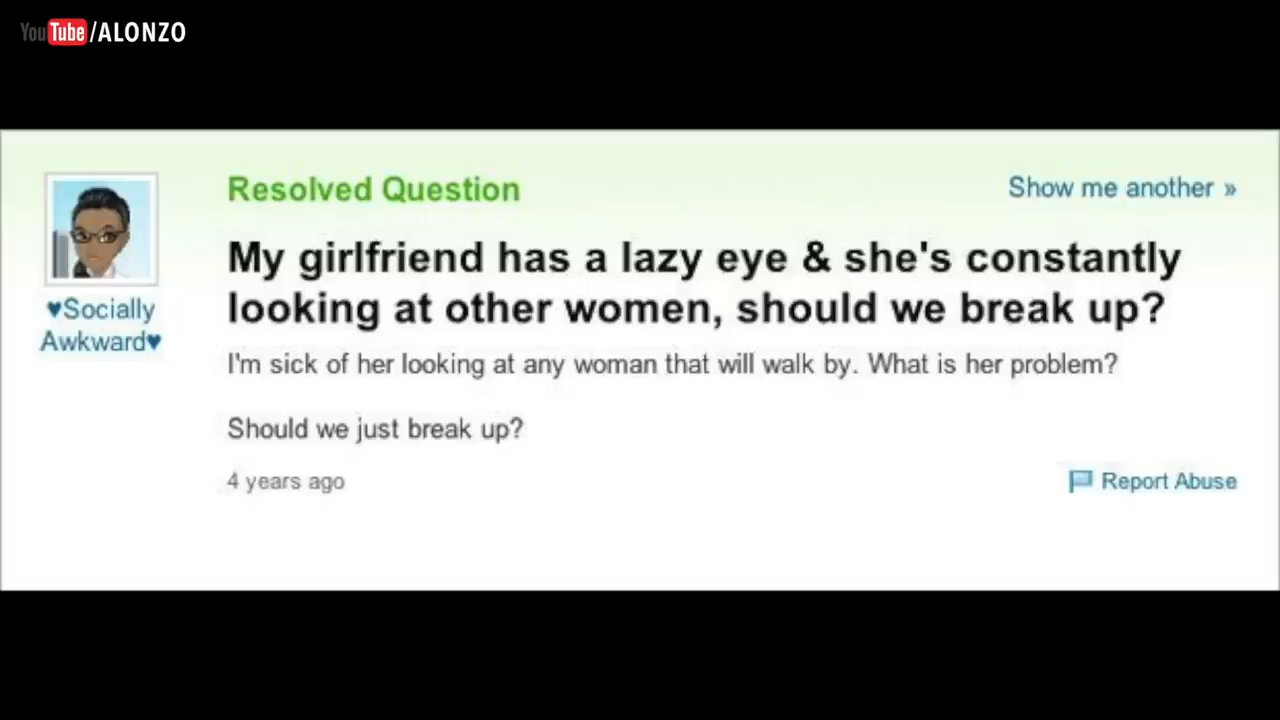 YouTube/ALONZO
Resolved Question
Show me another »
My girlfriend has a lazy eye & she's constantly
looking at other women, should we break up?
♥Socially
Awkward♥
I'm sick of her looking at any woman that will walk by. What is her problem?
Should we just break up?
4 years ago
Report Abuse